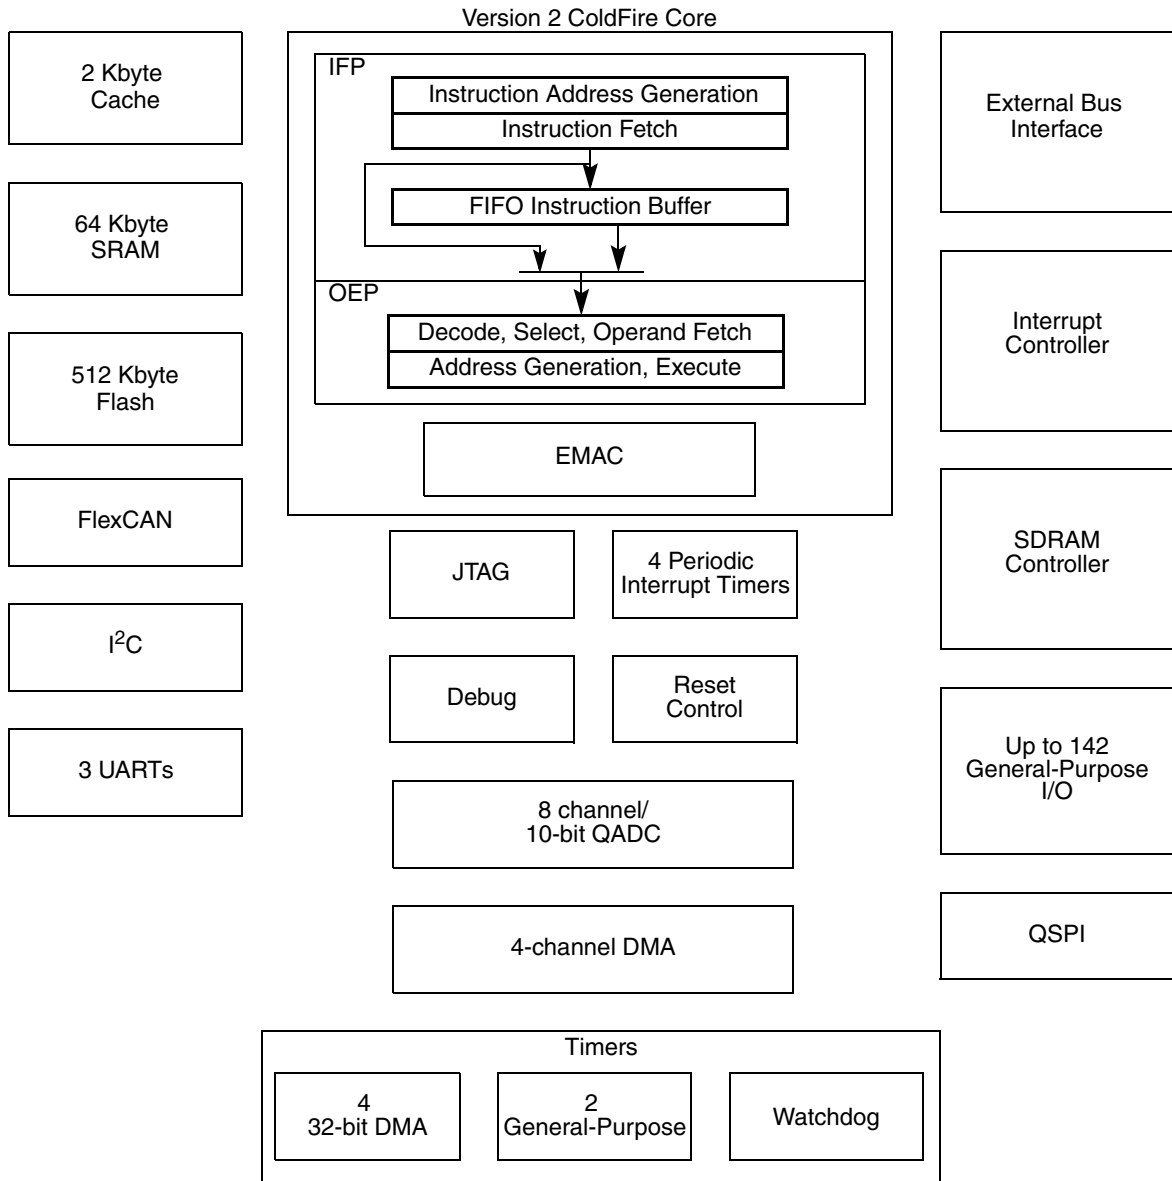 Version 2 ColdFire Core
2 Kbyte
Cache
64 Kbyte
SRAM
512 Kbyte
Flash
FlexCAN
I²C
3 UARTs
IFP
Instruction Address Generation
Instruction Fetch
FIFO Instruction Buffer
OEP
Decode, Select, Operand Fetch
Address Generation, Execute
EMAC
JTAG
4 Periodic
Interrupt Timers
Debug
Reset
Control
8 channel/
10-bit QADC
4-channel DMA
External Bus
Interface
Interrupt
Controller
SDRAM
Controller
Up to 142
General-Purpose
I/O
QSPI
Timers
4
32-bit DMA
2
General-Purpose
Watchdog